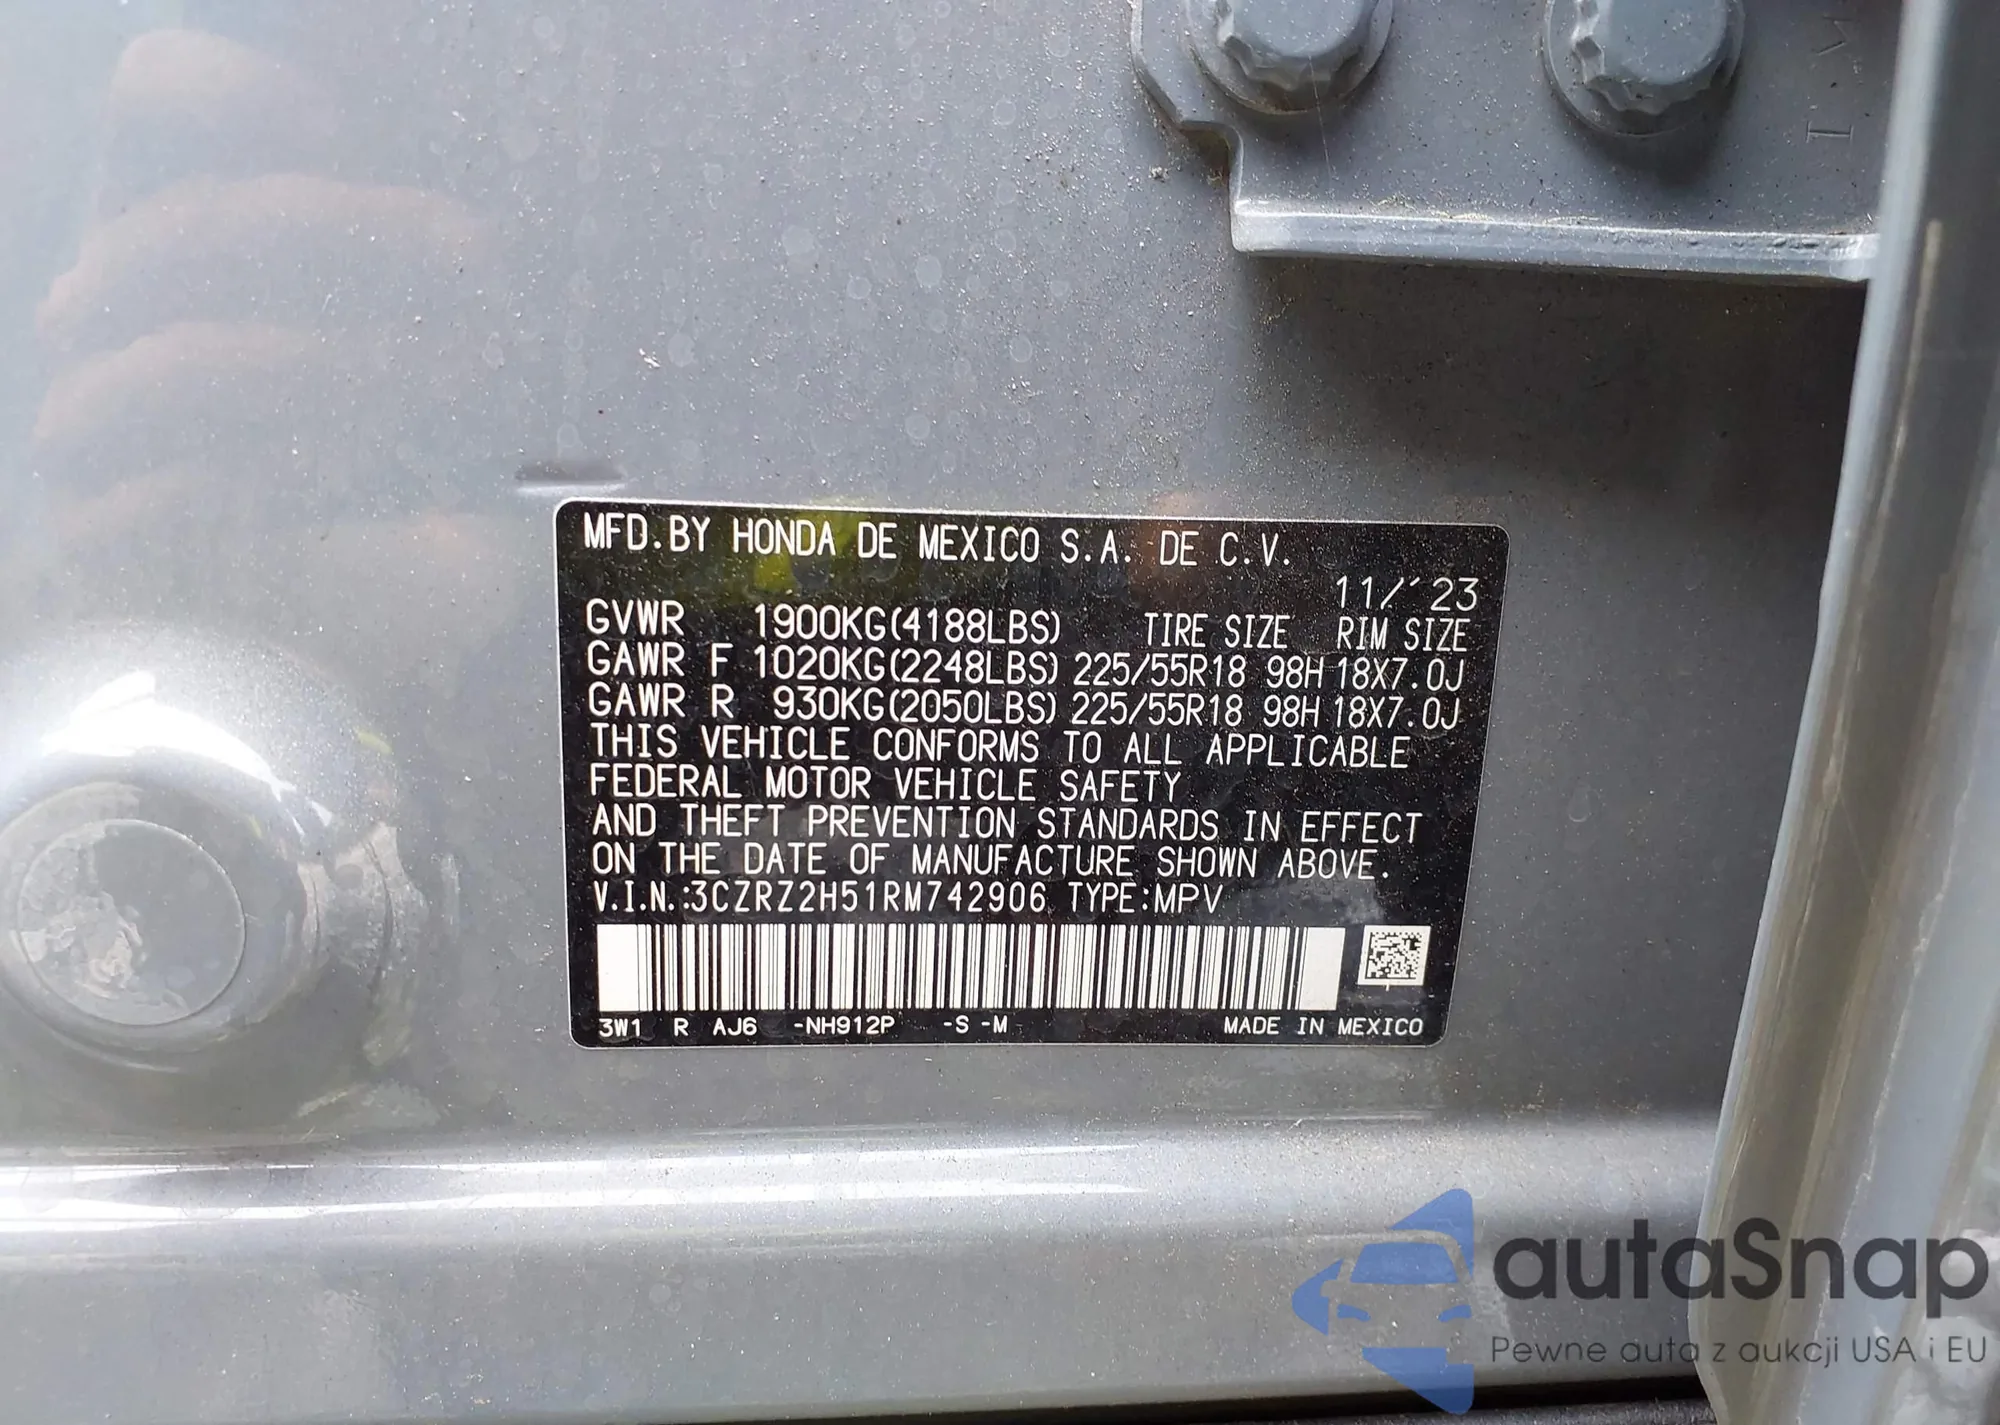 MFD.BY HONDA DE MEXICO S.A. DE C.V.
11/'23
GVWR 1900KG(4188LBS) TIRE SIZE RIM SIZE
GAWR F 1020KG(2248LBS) 225/55R18 98H 18X7.0J
GAWR R 930KG(2050LBS) 225/55R18 98H 18X7.0J
THIS VEHICLE CONFORMS TO ALL APPLICABLE
FEDERAL MOTOR VEHICLE SAFETY
AND THEFT PREVENTION STANDARDS IN EFFECT
ON THE DATE OF MANUFACTURE SHOWN ABOVE.
V.I.N.:3CZRZ2H51RM742906 TYPE:MPV
3W1 R AJ6 -NH912P -S -M MADE IN MEXICO
autaSnap
Pewne auta z aukcji USA i EU